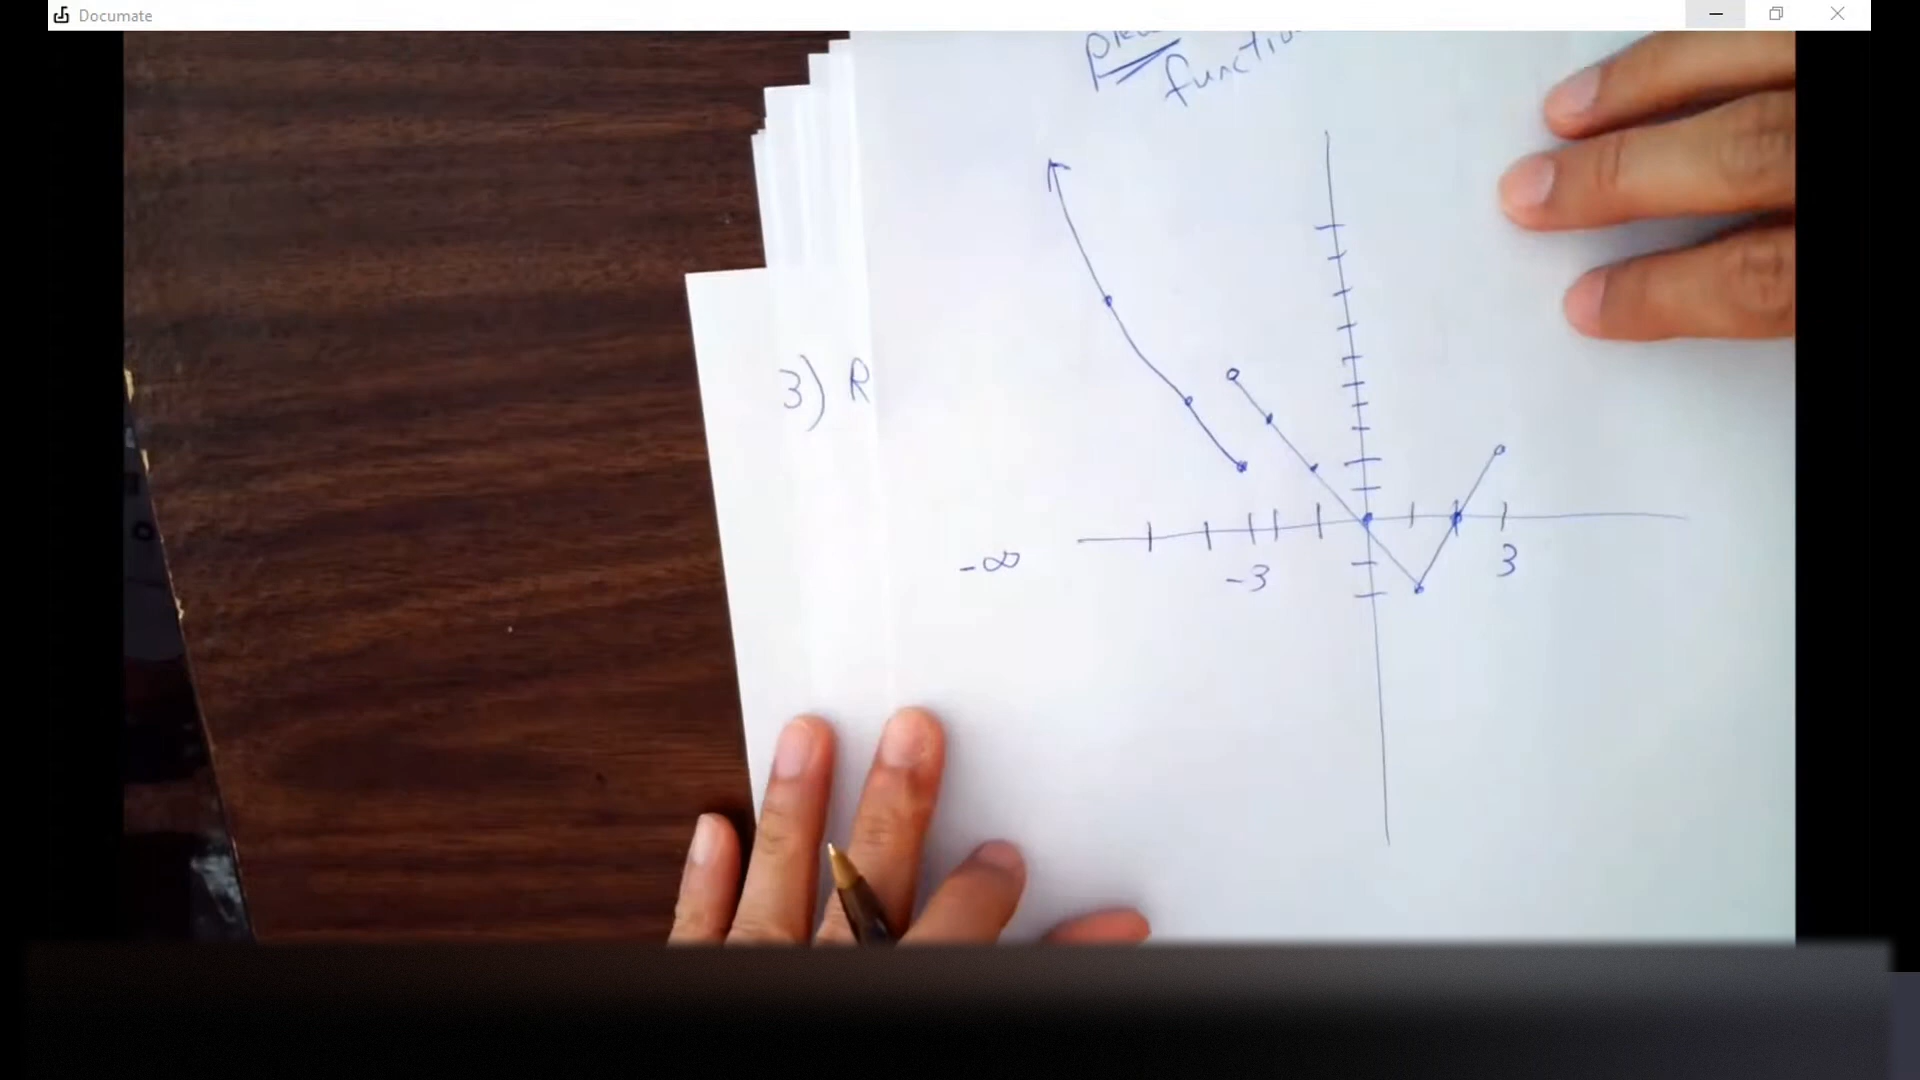 Documate
function
3) R
-∞
-3
3